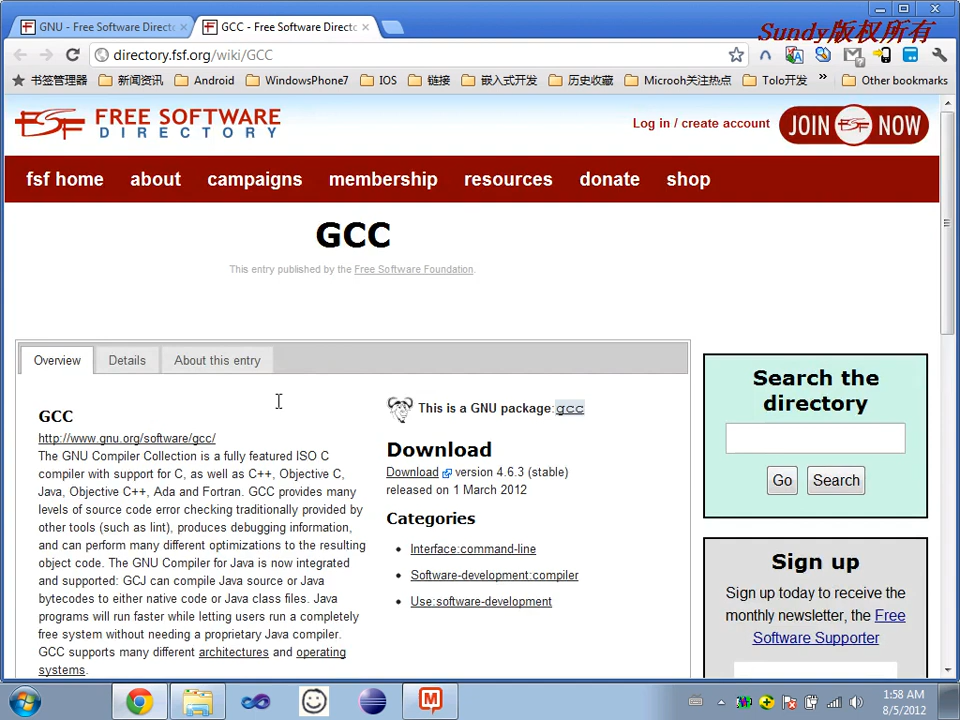 GNU - Free Software Directo
GCC - Free Software Directo
Sundy版权所有
directory.fsf.org/wiki/GCC
书签管理器 新闻资讯 Android WindowsPhone7 IOS 链接 嵌入式开发 历史收藏 Microoh关注热点 Tolo开发 » Other bookmarks
FREE SOFTWARE
DIRECTORY
Log in / create account
JOIN NOW
fsf home about campaigns membership resources donate shop
GCC
This entry published by the Free Software Foundation.
Overview Details About this entry
GCC
http://www.gnu.org/software/gcc/
The GNU Compiler Collection is a fully featured ISO C
compiler with support for C, as well as C++, Objective C,
Java, Objective C++, Ada and Fortran. GCC provides many
levels of source code error checking traditionally provided by
other tools (such as lint), produces debugging information,
and can perform many different optimizations to the resulting
object code. The GNU Compiler for Java is now integrated
and supported: GCJ can compile Java source or Java
bytecodes to either native code or Java class files. Java
programs will run faster while letting users run a completely
free system without needing a proprietary Java compiler.
GCC supports many different architectures and operating
systems.
This is a GNU package:gcc
Download
Download version 4.6.3 (stable)
released on 1 March 2012
Categories
Interface:command-line
Software-development:compiler
Use:software-development
Search the
directory
Go Search
Sign up
Sign up today to receive the
monthly newsletter, the Free
Software Supporter
1:58 AM
8/5/2012